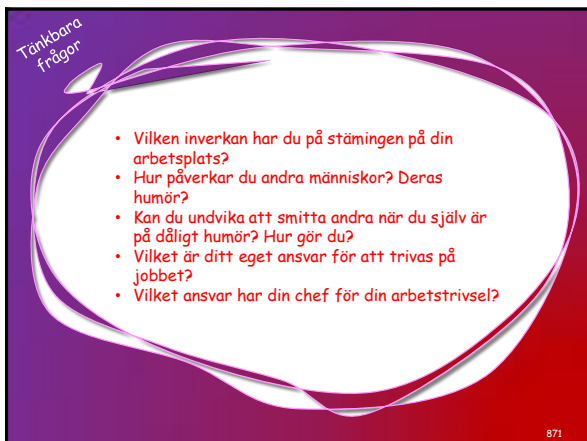 Tänkbara
frågor
• Vilken inverkan har du på stämingen på din
arbetsplats?
• Hur påverkar du andra människor? Deras
humör?
• Kan du undvika att smitta andra när du själv är
på dåligt humör? Hur gör du?
• Vilket är ditt eget ansvar för att trivas på
jobbet?
• Vilket ansvar har din chef för din arbetstrivsel?
871